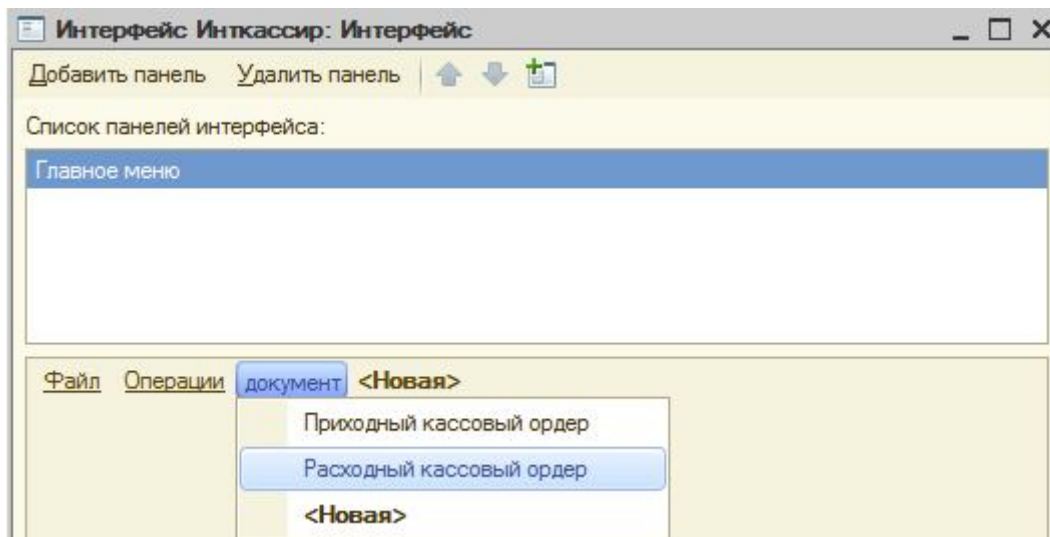 Интерфейс Инткассир: Интерфейс
Добавить панель Удалить панель
Список панелей интерфейса:
Главное меню
Файл Операции документ <Новая>
Приходный кассовый ордер
Расходный кассовый ордер
<Новая>